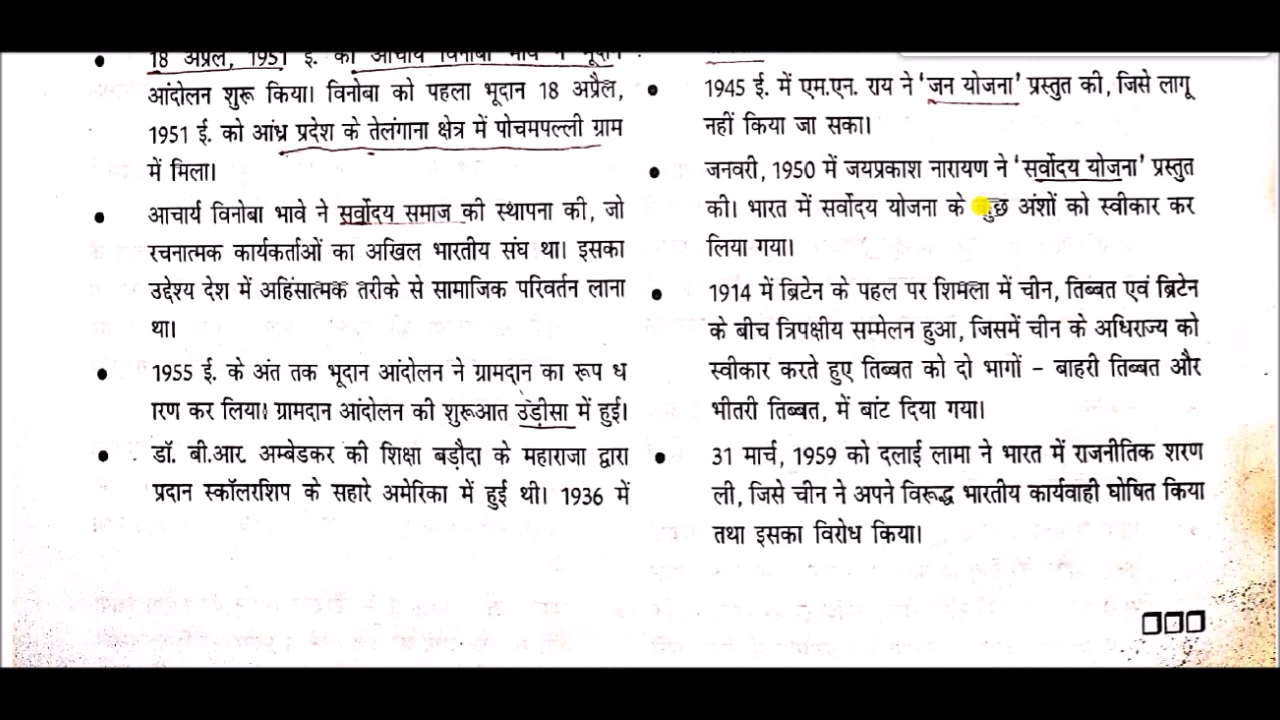 18 अप्रैल, 1951 ई. को आचार्य विनोबा भावे ने भूदान
आंदोलन शुरू किया। विनोबा को पहला भूदान 18 अप्रैल,
1951 ई. को आंध्र प्रदेश के तेलंगाना क्षेत्र में पोचमपल्ली ग्राम
में मिला।
आचार्य विनोबा भावे ने सर्वोदय समाज की स्थापना की, जो
रचनात्मक कार्यकर्ताओं का अखिल भारतीय संघ था। इसका
उद्देश्य देश में अहिंसात्मक तरीके से सामाजिक परिवर्तन लाना
था।
1955 ई. के अंत तक भूदान आंदोलन ने ग्रामदान का रूप ध
ारण कर लिया। ग्रामदान आंदोलन की शुरूआत उड़ीसा में हुई।
डॉ. बी.आर. अम्बेडकर की शिक्षा बड़ौदा के महाराजा द्वारा
प्रदान स्कॉलरशिप के सहारे अमेरिका में हुई थी। 1936 में
1945 ई. में एम.एन. राय ने 'जन योजना' प्रस्तुत की, जिसे लागू
नहीं किया जा सका।
जनवरी, 1950 में जयप्रकाश नारायण ने 'सर्वोदय योजना' प्रस्तुत
की। भारत में सर्वोदय योजना के कुछ अंशों को स्वीकार कर
लिया गया।
1914 में ब्रिटेन के पहल पर शिमला में चीन, तिब्बत एवं ब्रिटेन
के बीच त्रिपक्षीय सम्मेलन हुआ, जिसमें चीन के अधिराज्य को
स्वीकार करते हुए तिब्बत को दो भागों - बाहरी तिब्बत और
भीतरी तिब्बत, में बांट दिया गया।
31 मार्च, 1959 को दलाई लामा ने भारत में राजनीतिक शरण
ली, जिसे चीन ने अपने विरूद्ध भारतीय कार्यवाही घोषित किया
तथा इसका विरोध किया।